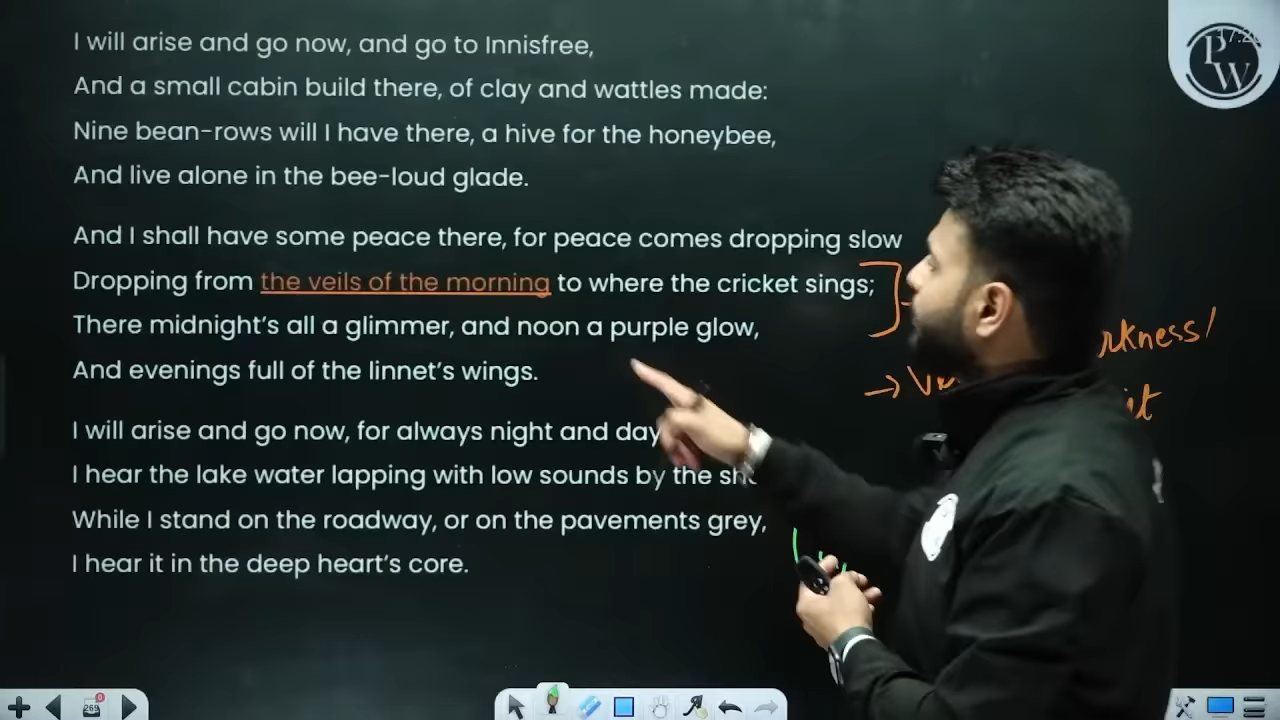 I will arise and go now, and go to Innisfree,
And a small cabin build there, of clay and wattles made:
Nine bean-rows will I have there, a hive for the honeybee,
And live alone in the bee-loud glade.
And I shall have some peace there, for peace comes dropping slow
Dropping from the veils of the morning to where the cricket sings;
There midnight's all a glimmer, and noon a purple glow,
And evenings full of the linnet's wings.
I will arise and go now, for always night and day
I hear the lake water lapping with low sounds by the
While I stand on the roadway, or on the pavements grey,
I hear it in the deep heart's core.
PW
269